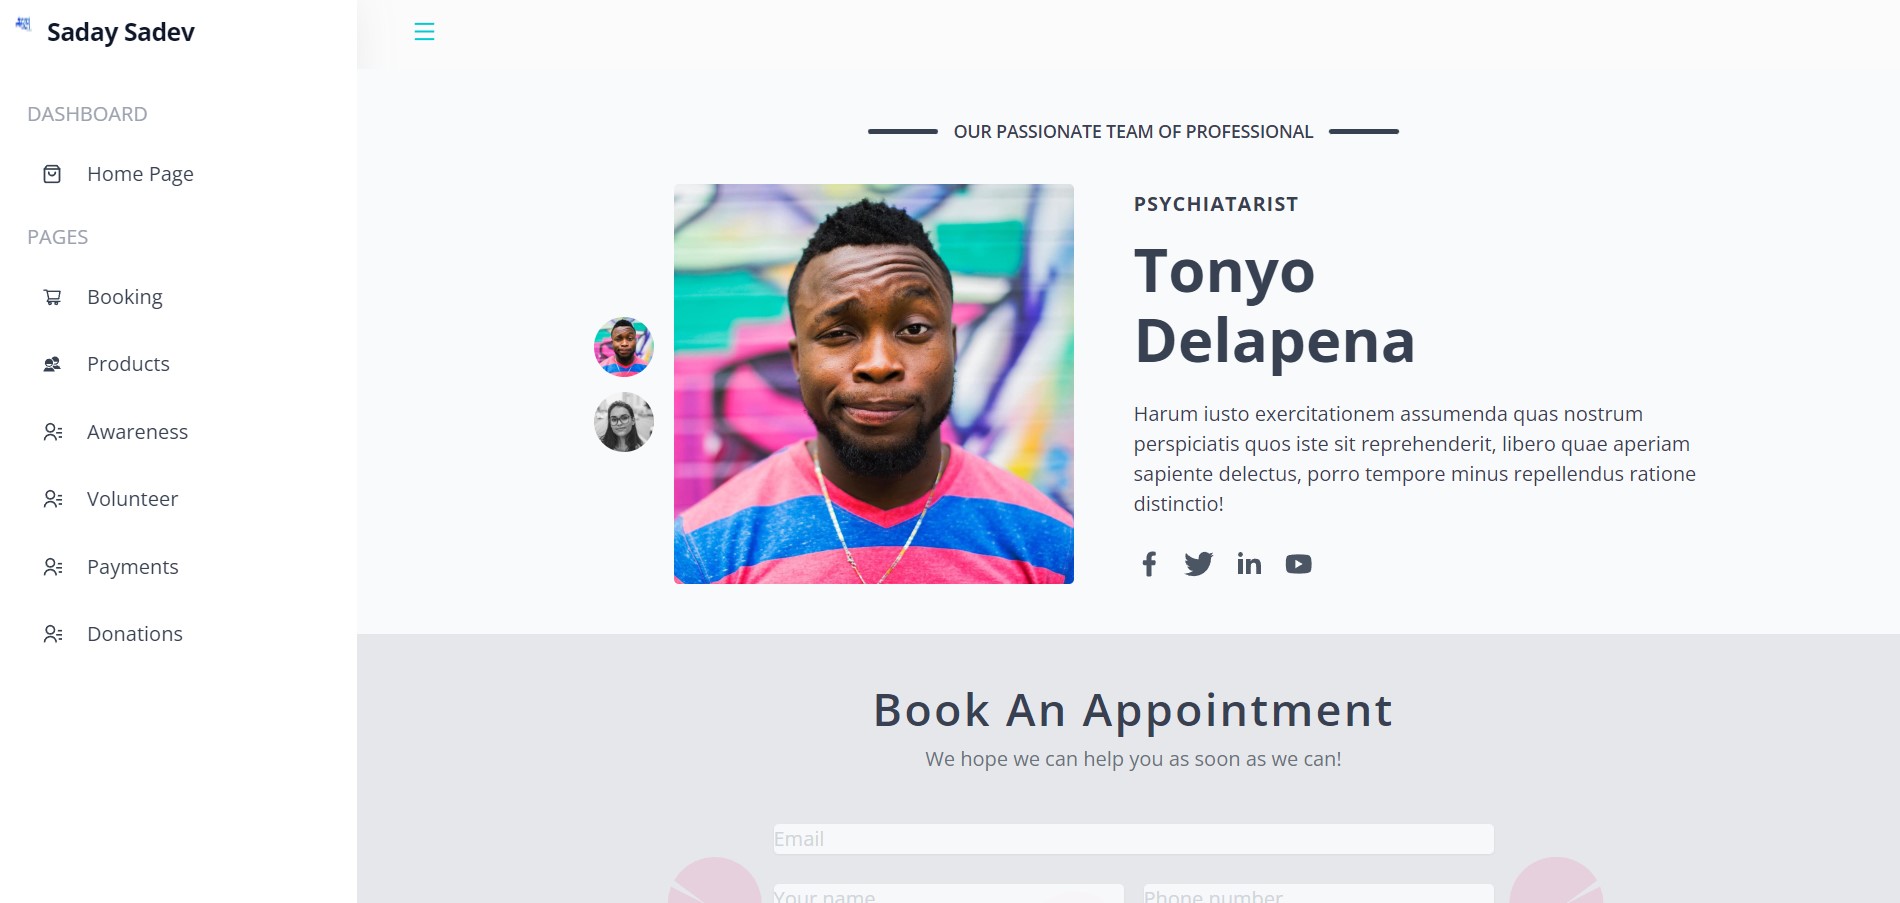 Saday Sadev
DASHBOARD
Home Page
PAGES
Booking
Products
Awareness
Volunteer
Payments
Donations
OUR PASSIONATE TEAM OF PROFESSIONAL
PSYCHIATARIST
Tonyo
Delapena
Harum iusto exercitationem assumenda quas nostrum
perspiciatis quos iste sit reprehenderit, libero quae aperiam
sapiente delectus, porro tempore minus repellendus ratione
distinctio!
Book An Appointment
We hope we can help you as soon as we can!
Email
Your name
Phone number